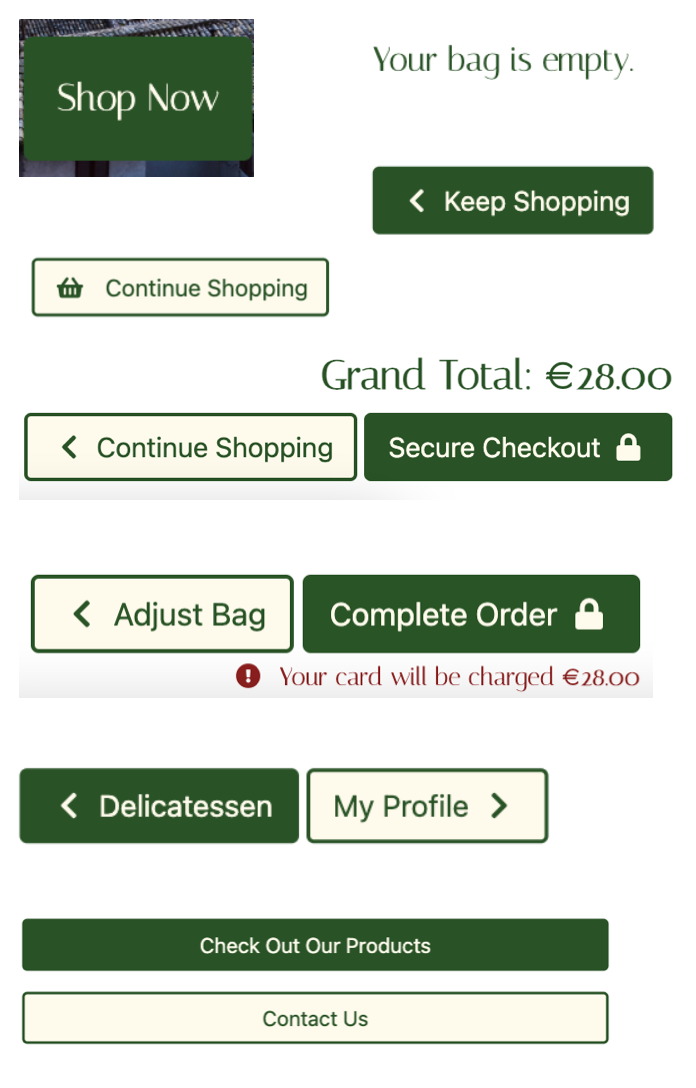 Shop Now
Your bag is empty.
Keep Shopping
Continue Shopping
Grand Total: €28.00
Continue Shopping
Secure Checkout
Adjust Bag
Complete Order
Your card will be charged €28.00
Delicatessen
My Profile
Check Out Our Products
Contact Us